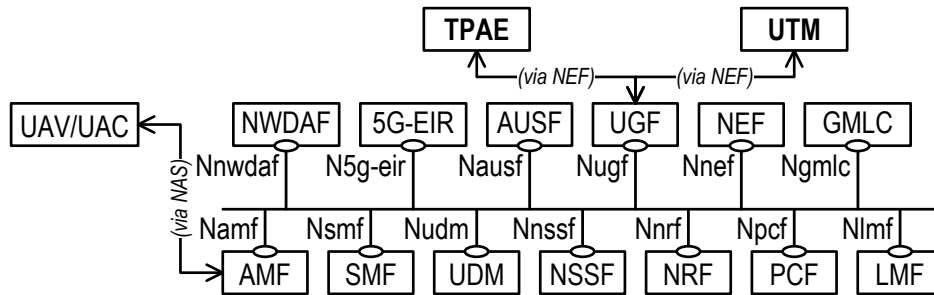 TPAE UTM
(via NEF) (via NEF)
UAV/UAC NWDAF 5G-EIR AUSF UGF NEF GMLC
Nnwdaf N5g-eir Nausf Nugf Nnef Ngmlc
(via NAS)
Namf Nsmf Nudm Nnssf Nnrf Npcf Nlmf
AMF SMF UDM NSSF NRF PCF LMF